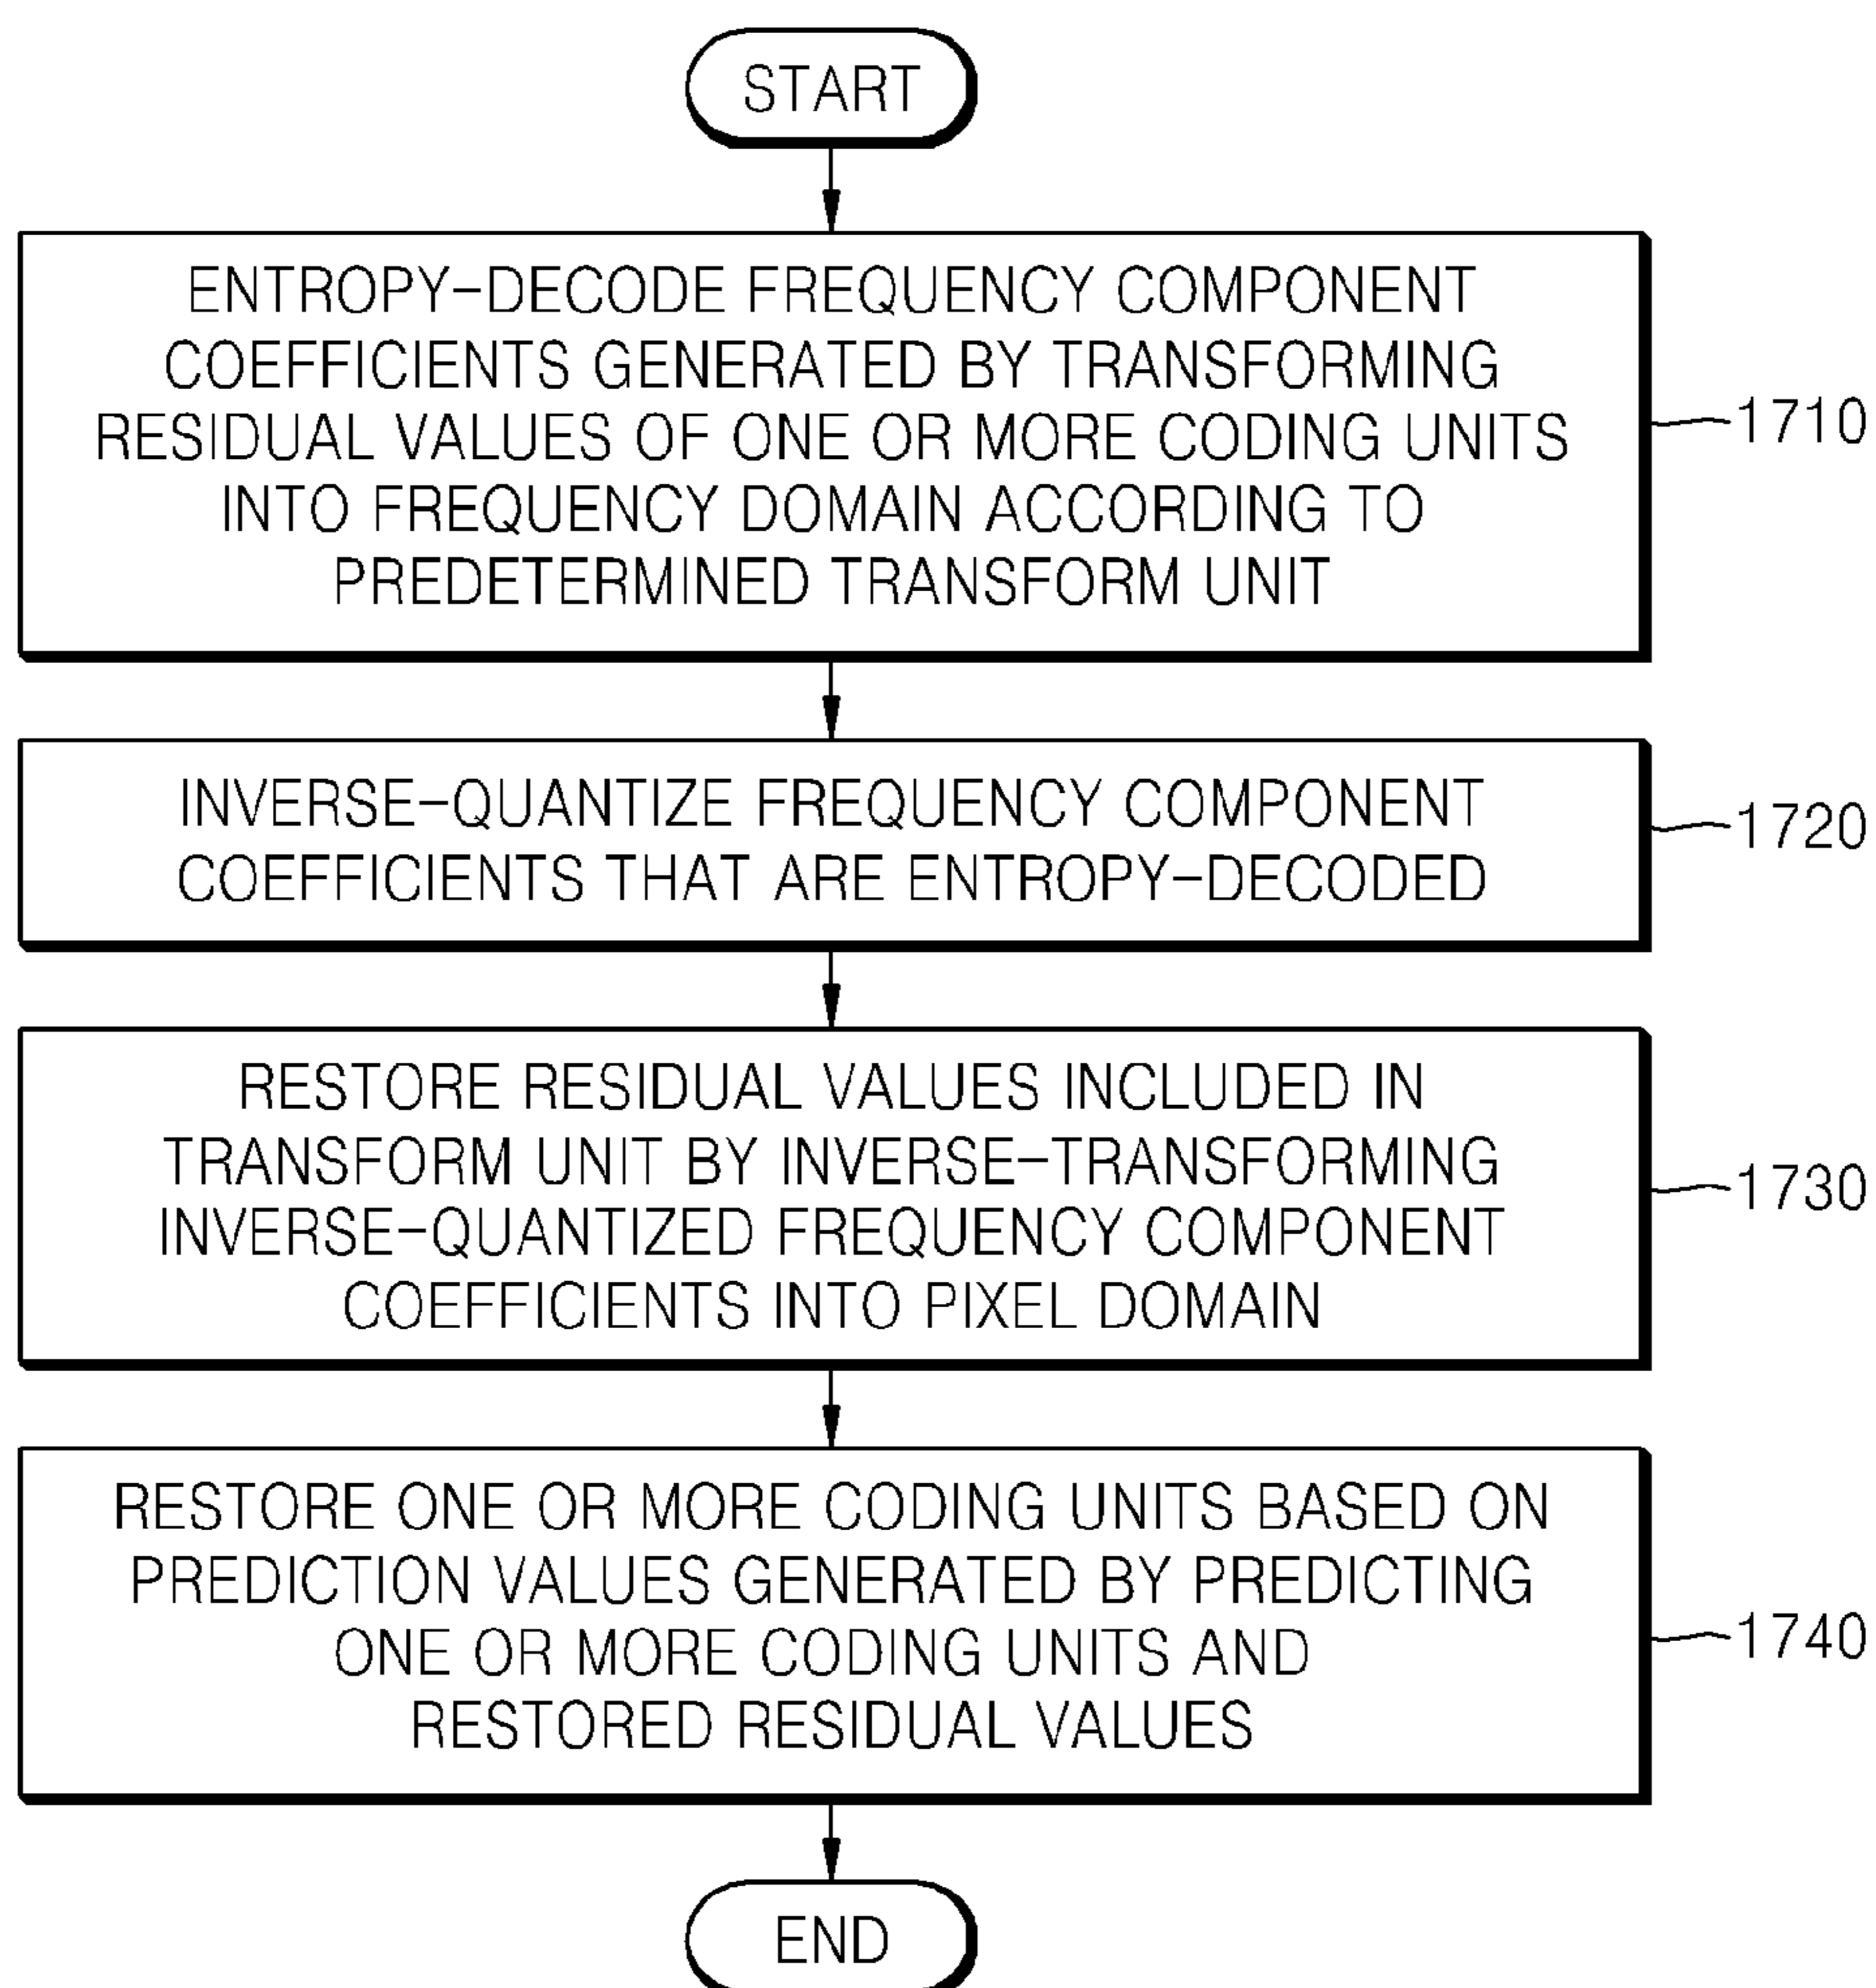 START
ENTROPY-DECODE FREQUENCY COMPONENT
COEFFICIENTS GENERATED BY TRANSFORMING
RESIDUAL VALUES OF ONE OR MORE CODING UNITS
INTO FREQUENCY DOMAIN ACCORDING TO
PREDETERMINED TRANSFORM UNIT
1710
INVERSE-QUANTIZE FREQUENCY COMPONENT
COEFFICIENTS THAT ARE ENTROPY-DECODED
1720
RESTORE RESIDUAL VALUES INCLUDED IN
TRANSFORM UNIT BY INVERSE-TRANSFORMING
INVERSE-QUANTIZED FREQUENCY COMPONENT
COEFFICIENTS INTO PIXEL DOMAIN
1730
RESTORE ONE OR MORE CODING UNITS BASED ON
PREDICTION VALUES GENERATED BY PREDICTING
ONE OR MORE CODING UNITS AND
RESTORED RESIDUAL VALUES
1740
END